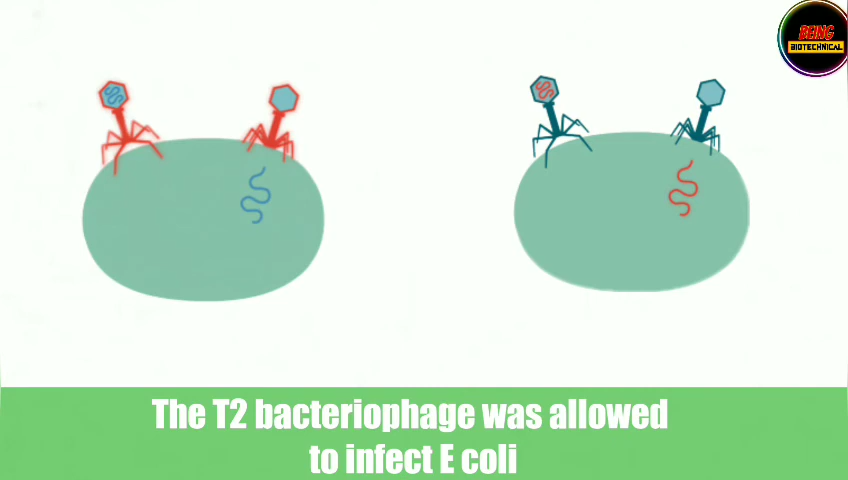 BEING
BIOTECHNICAL
The T2 bacteriophage was allowed
to infect E coli